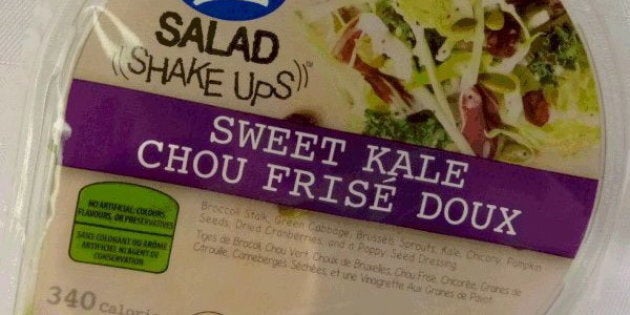 SALAD
((SHAKE UPS))™
SWEET KALE
CHOU FRISÉ DOUX
NO ARTIFICIAL COLOURS,
FLAVOURS, OR PRESERVATIVES
SANS COLORANT OU ARÔME
ARTIFICIEL NI AGENT DE
CONSERVATION
Broccoli Stalk, Green Cabbage, Brussels Sprouts, Kale, Chicory, Pumpkin
Seeds, Dried Cranberries, and a Poppy Seed Dressing.
Tiges de Brocoli, Chou Vert, Choux de Bruxelles, Chou Frisé, Chicorée, Graines de
Citrouille, Canneberges Séchées, et une Vinaigrette Aux Graines de Pavot
340 Calorie